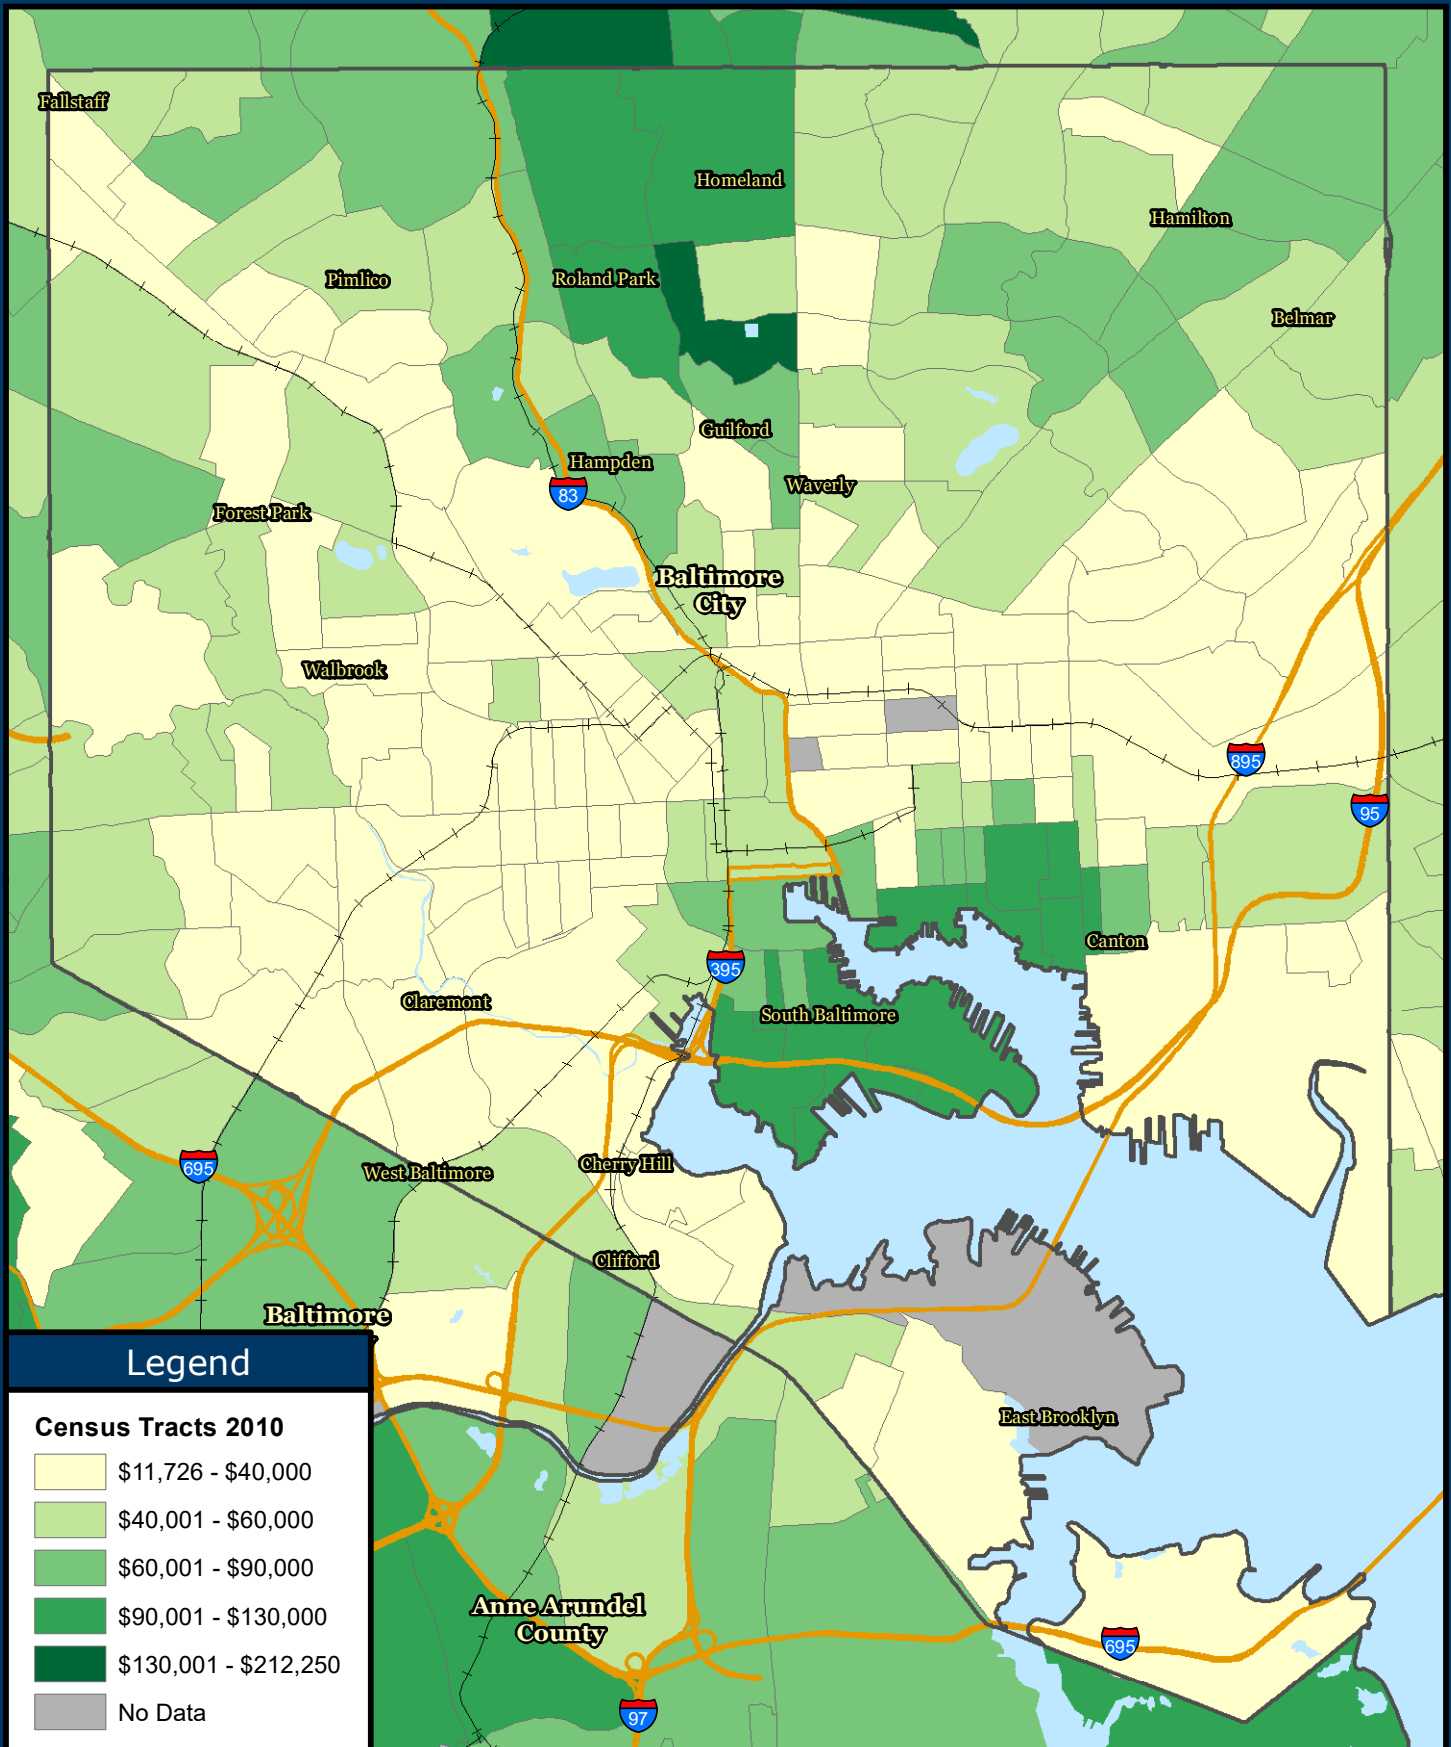 Fallstaff
Homeland
Hamilton
Pimlico
Roland Park
Belmar
Guilford
Hampden
Waverly
83
Forest Park
Baltimore
City
Walbrook
895
95
Canton
395
Claremont
South Baltimore
695
West Baltimore
Cherry Hill
Clifford
Baltimore
East Brooklyn
Anne Arundel
County
695
97
Legend
Census Tracts 2010
$11,726 - $40,000
$40,001 - $60,000
$60,001 - $90,000
$90,001 - $130,000
$130,001 - $212,250
No Data